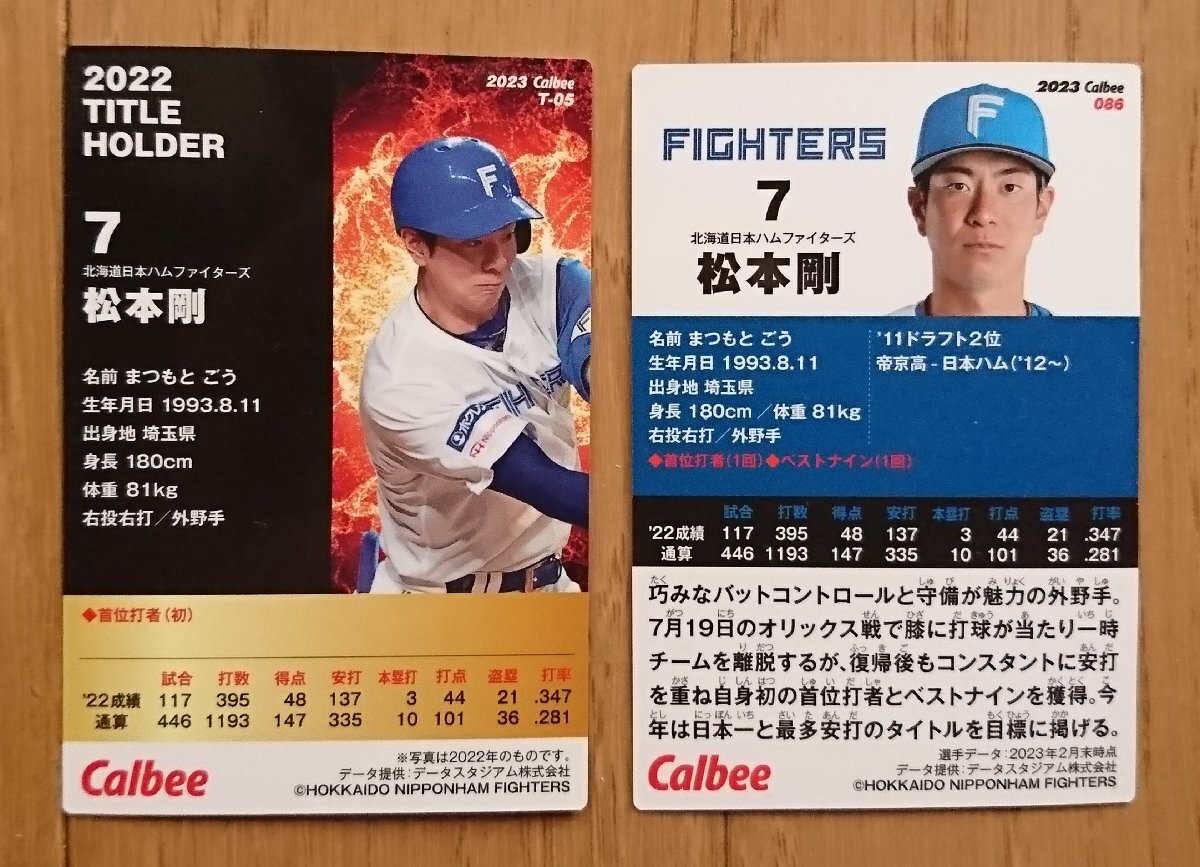 2022
TITLE
HOLDER
2023 Calbee
T-05
F
7
北海道日本ハムファイターズ
松本剛
名前 まつもと ごう
生年月日 1993.8.11
出身地 埼玉県
身長 180cm
体重 81kg
右投右打／外野手
◆首位打者(初)
試合 打数 得点 安打 本塁打 打点 盗塁 打率
'22成績 117 395 48 137 3 44 21 .347
通算 446 1193 147 335 10 101 36 .281
※写真は2022年のものです。
データ提供：データスタジアム株式会社
Calbee
©HOKKAIDO NIPPONHAM FIGHTERS
2023 Calbee
086
FIGHTERS
F
7
北海道日本ハムファイターズ
松本剛
名前 まつもと ごう
生年月日 1993.8.11
出身地 埼玉県
身長 180cm ／体重 81kg
右投右打／外野手
'11ドラフト2位
帝京高－日本ハム('12～)
◆首位打者(1回)◆ベストナイン(1回)
試合 打数 得点 安打 本塁打 打点 盗塁 打率
'22成績 117 395 48 137 3 44 21 .347
通算 446 1193 147 335 10 101 36 .281
巧みなバットコントロールと守備が魅力の外野手。
7月19日のオリックス戦で膝に打球が当たり一時
チームを離脱するが、復帰後もコンスタントに安打
を重ね自身初の首位打者とベストナインを獲得。今
年は日本一と最多安打のタイトルを目標に掲げる。
選手データ：2023年2月末時点
データ提供：データスタジアム株式会社
Calbee
©HOKKAIDO NIPPONHAM FIGHTERS